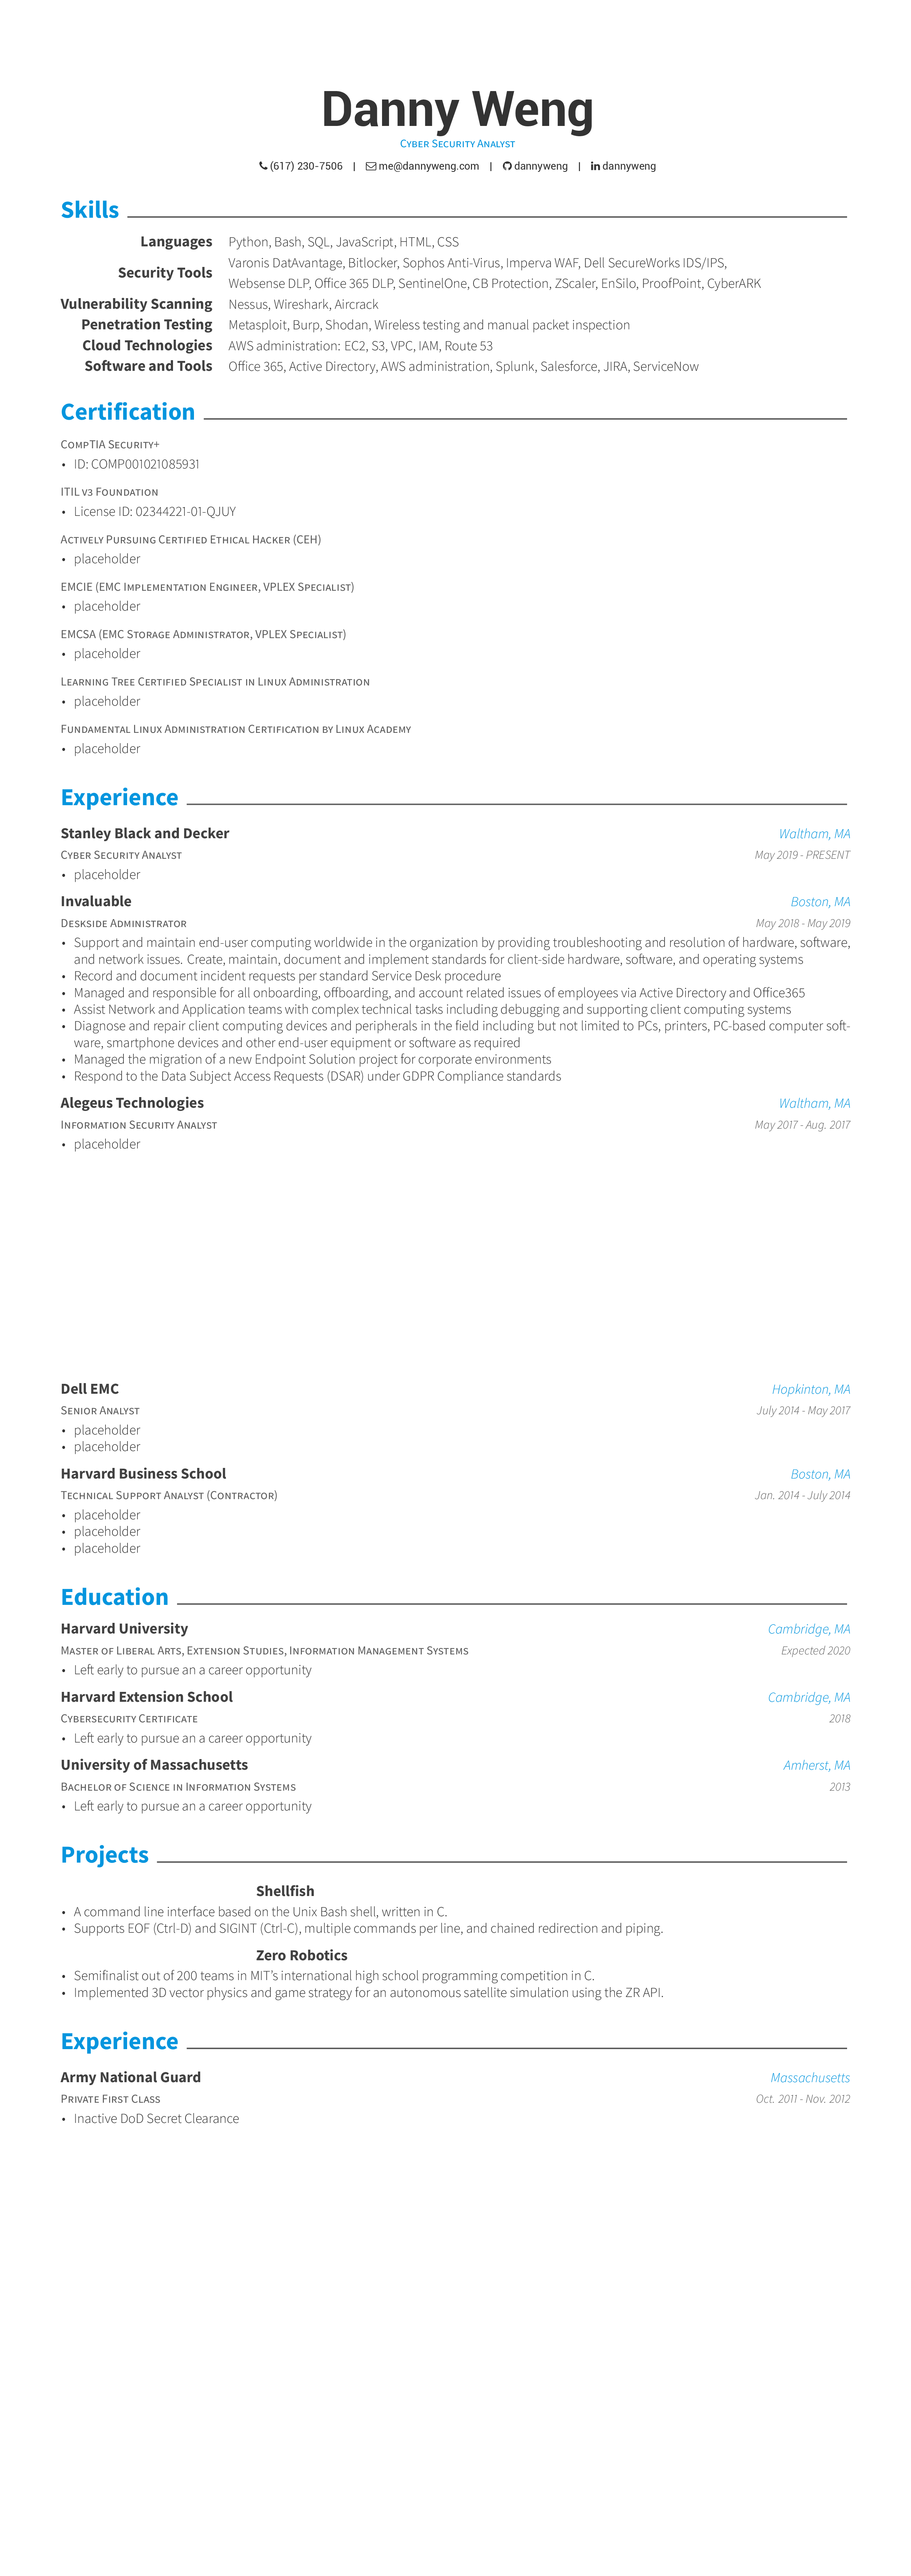 Danny Weng
Cyber Security Analyst
(617) 230-7506 | me@dannyweng.com | dannyweng | dannyweng
Skills
Languages Python, Bash, SQL, JavaScript, HTML, CSS
Security Tools Varonis DatAvantage, Bitlocker, Sophos Anti-Virus, Imperva WAF, Dell SecureWorks IDS/IPS,
Websense DLP, Office 365 DLP, SentinelOne, CB Protection, ZScaler, EnSilo, ProofPoint, CyberARK
Vulnerability Scanning Nessus, Wireshark, Aircrack
Penetration Testing Metasploit, Burp, Shodan, Wireless testing and manual packet inspection
Cloud Technologies AWS administration: EC2, S3, VPC, IAM, Route 53
Software and Tools Office 365, Active Directory, AWS administration, Splunk, Salesforce, JIRA, ServiceNow
Certification
CompTIA Security+
• ID: COMP001021085931
ITIL v3 Foundation
• License ID: 02344221-01-QJUY
Actively Pursuing Certified Ethical Hacker (CEH)
• placeholder
EMCIE (EMC Implementation Engineer, VPLEX Specialist)
• placeholder
EMCSA (EMC Storage Administrator, VPLEX Specialist)
• placeholder
Learning Tree Certified Specialist in Linux Administration
• placeholder
Fundamental Linux Administration Certification by Linux Academy
• placeholder
Experience
Stanley Black and Decker Waltham, MA
Cyber Security Analyst May 2019 - PRESENT
• placeholder
Invaluable Boston, MA
Deskside Administrator May 2018 - May 2019
• Support and maintain end-user computing worldwide in the organization by providing troubleshooting and resolution of hardware, software,
and network issues. Create, maintain, document and implement standards for client-side hardware, software, and operating systems
• Record and document incident requests per standard Service Desk procedure
• Managed and responsible for all onboarding, offboarding, and account related issues of employees via Active Directory and Office365
• Assist Network and Application teams with complex technical tasks including debugging and supporting client computing systems
• Diagnose and repair client computing devices and peripherals in the field including but not limited to PCs, printers, PC-based computer soft-
ware, smartphone devices and other end-user equipment or software as required
• Managed the migration of a new Endpoint Solution project for corporate environments
• Respond to the Data Subject Access Requests (DSAR) under GDPR Compliance standards
Alegeus Technologies Waltham, MA
Information Security Analyst May 2017 - Aug. 2017
• placeholder
Dell EMC Hopkinton, MA
Senior Analyst July 2014 - May 2017
• placeholder
• placeholder
Harvard Business School Boston, MA
Technical Support Analyst (Contractor) Jan. 2014 - July 2014
• placeholder
• placeholder
• placeholder
Education
Harvard University Cambridge, MA
Master of Liberal Arts, Extension Studies, Information Management Systems Expected 2020
• Left early to pursue an a career opportunity
Harvard Extension School Cambridge, MA
Cybersecurity Certificate 2018
• Left early to pursue an a career opportunity
University of Massachusetts Amherst, MA
Bachelor of Science in Information Systems 2013
• Left early to pursue an a career opportunity
Projects
Shellfish
• A command line interface based on the Unix Bash shell, written in C.
• Supports EOF (Ctrl-D) and SIGINT (Ctrl-C), multiple commands per line, and chained redirection and piping.
Zero Robotics
• Semifinalist out of 200 teams in MIT's international high school programming competition in C.
• Implemented 3D vector physics and game strategy for an autonomous satellite simulation using the ZR API.
Experience
Army National Guard Massachusetts
Private First Class Oct. 2011 - Nov. 2012
• Inactive DoD Secret Clearance